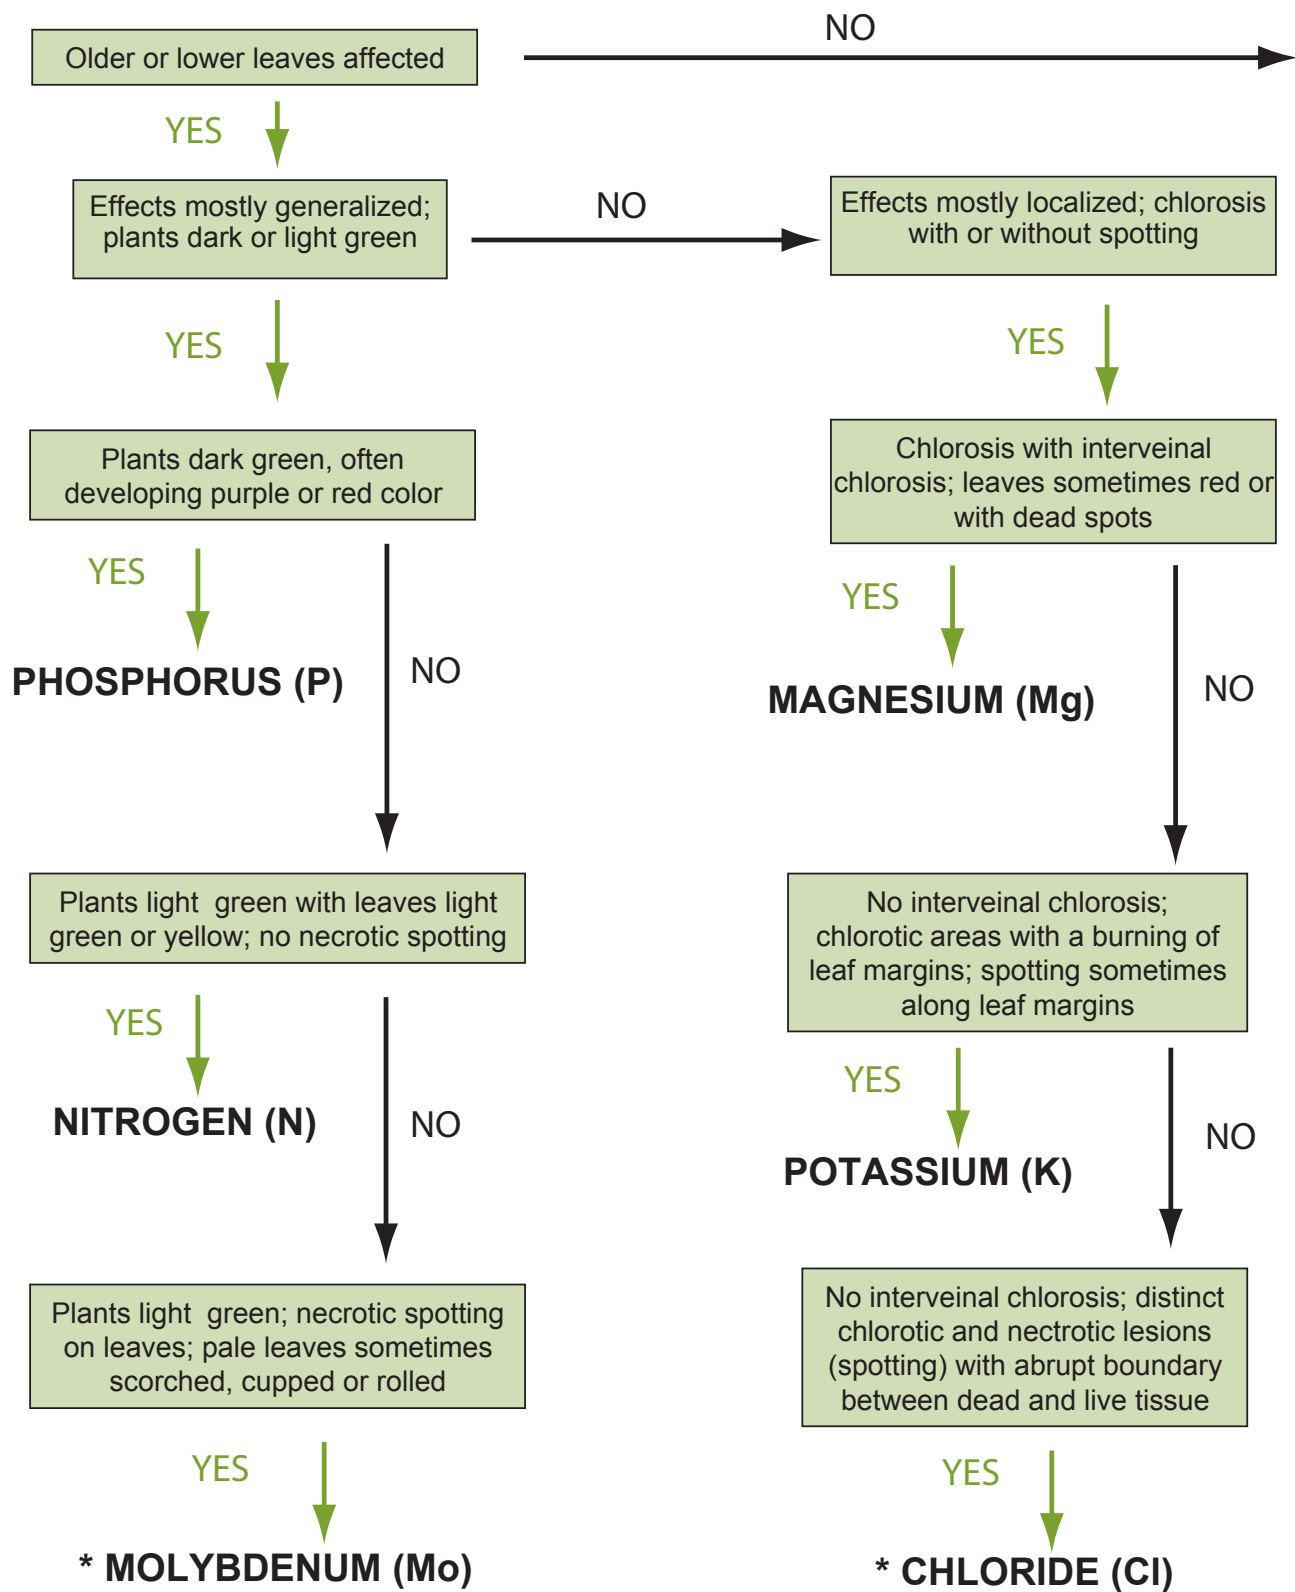 NO
Older or lower leaves affected
YES
Effects mostly generalized;
plants dark or light green
NO
Effects mostly localized; chlorosis
with or without spotting
YES
YES
Plants dark green, often
developing purple or red color
Chlorosis with interveinal
chlorosis; leaves sometimes red or
with dead spots
YES
YES
PHOSPHORUS (P)
NO
MAGNESIUM (Mg)
NO
Plants light green with leaves light
green or yellow; no necrotic spotting
No interveinal chlorosis;
chlorotic areas with a burning of
leaf margins; spotting sometimes
along leaf margins
YES
YES
NITROGEN (N)
NO
POTASSIUM (K)
NO
Plants light green; necrotic spotting
on leaves; pale leaves sometimes
scorched, cupped or rolled
No interveinal chlorosis; distinct
chlorotic and nectrotic lesions
(spotting) with abrupt boundary
between dead and live tissue
YES
YES
* MOLYBDENUM (Mo)
* CHLORIDE (Cl)